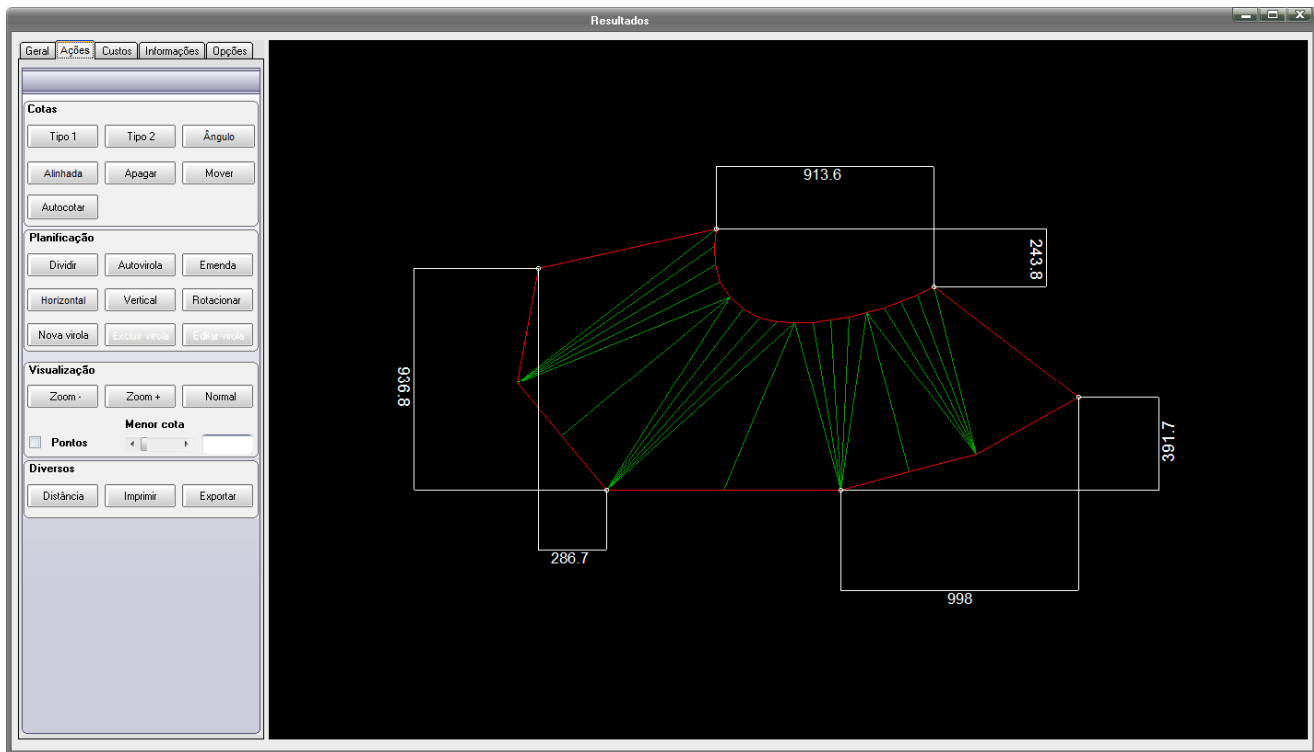 Resultados
Geral Ações Custos Informações Opções
Cotas
Tipo 1 Tipo 2 Ângulo
Alinhada Apagar Mover
Autocotar
Planificação
Dividir Autovirola Emenda
Horizontal Vertical Rotacionar
Nova virola Excluir virola Editar virola
Visualização
Zoom - Zoom + Normal
Menor cota
Pontos
Diversos
Distância Imprimir Exportar
913.6
243.8
936.8
391.7
286.7
998